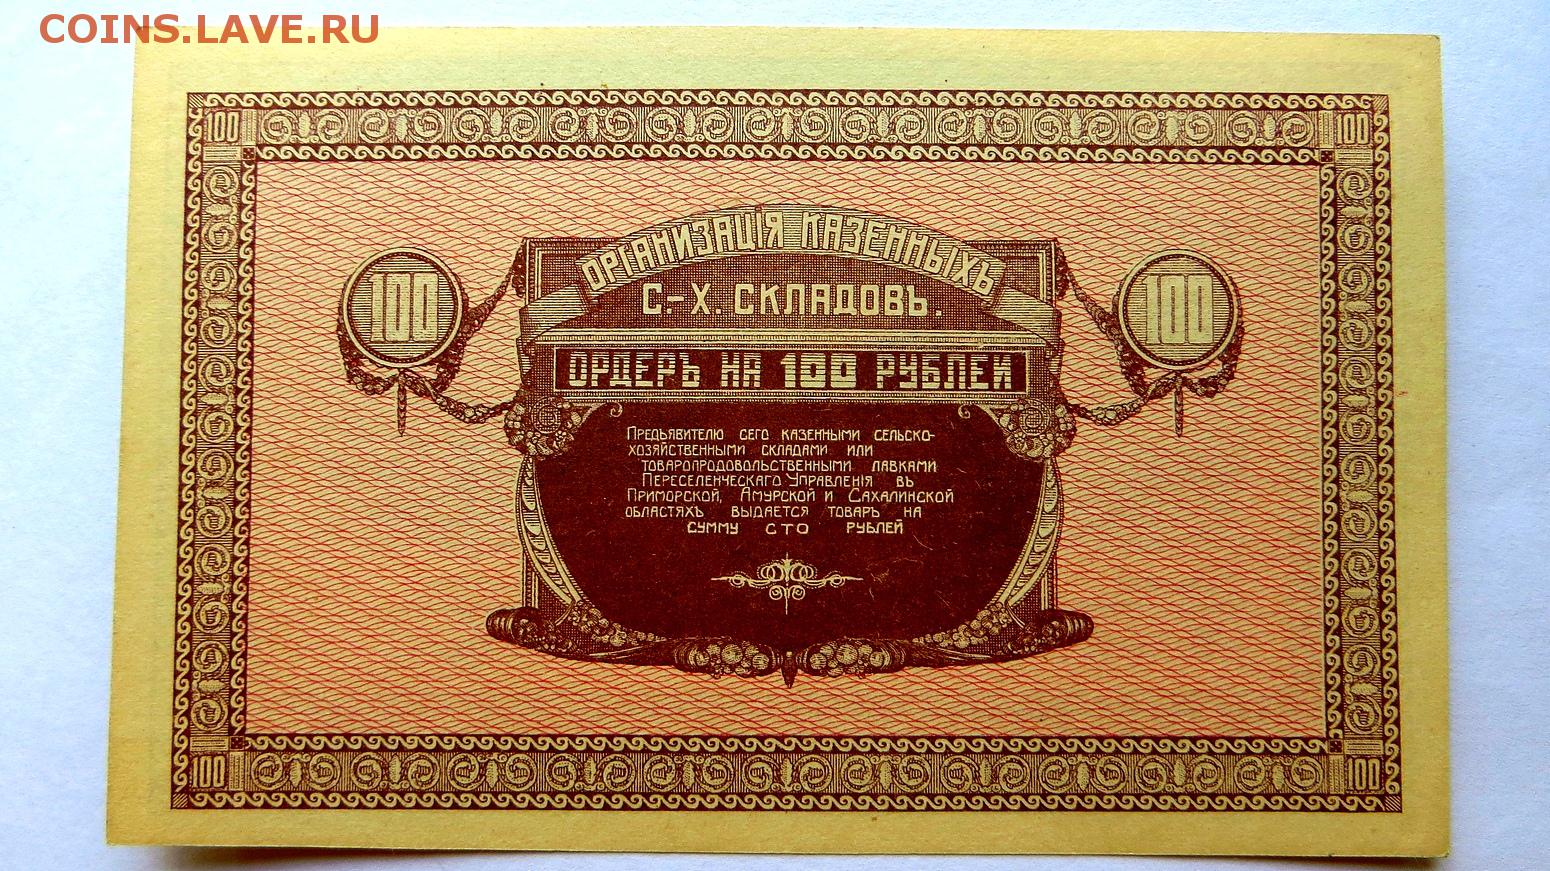 COINS.LAVE.RU
100 100
ОРГАНИЗАЦІЯ КАЗЕННЫХЪ
С.-Х. СКЛАДОВЪ.
100 100
ОРДЕРЪ НА 100 РУБЛЕЙ
Предъявителю сего казенными сельско-
хозяйственными складами или
товаропродовольственными лавками
Переселенческаго Управленія въ
Приморской, Амурской и Сахалинской
областяхъ выдается товаръ на
сумму сто рублей
100 100